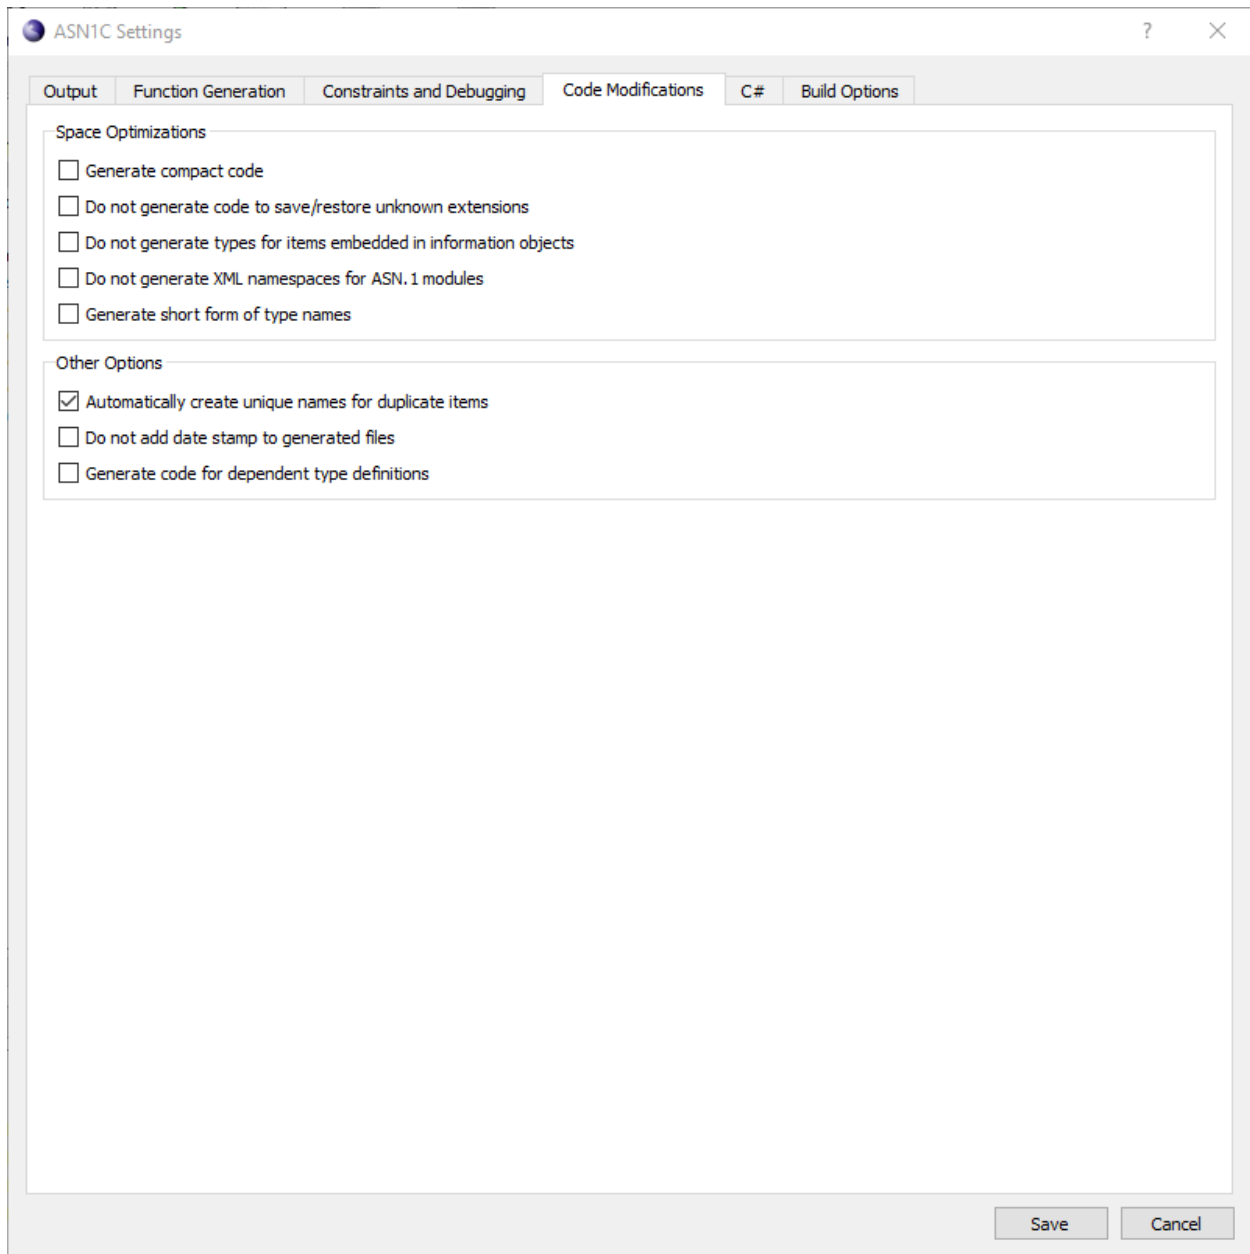 ASN1C Settings
?
Output Function Generation Constraints and Debugging Code Modifications C# Build Options
Space Optimizations
Generate compact code
Do not generate code to save/restore unknown extensions
Do not generate types for items embedded in information objects
Do not generate XML namespaces for ASN.1 modules
Generate short form of type names
Other Options
Automatically create unique names for duplicate items
Do not add date stamp to generated files
Generate code for dependent type definitions
Save Cancel